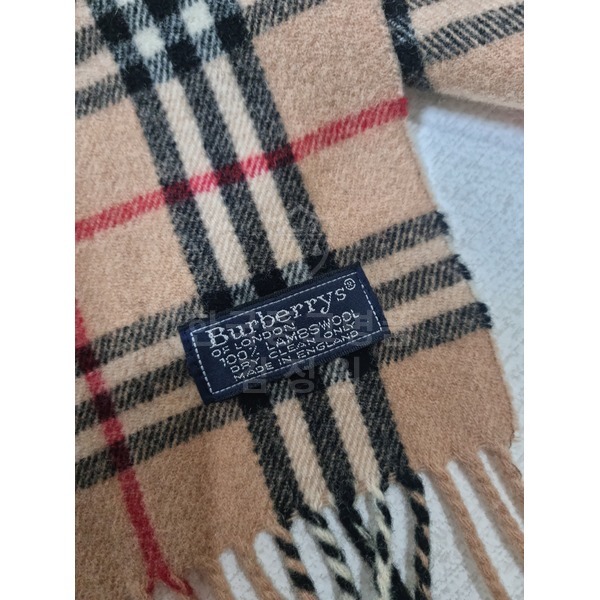 Burberrys®
OF LONDON
100% LAMBSWOOL
DRY CLEAN ONLY
MADE IN ENGLAND